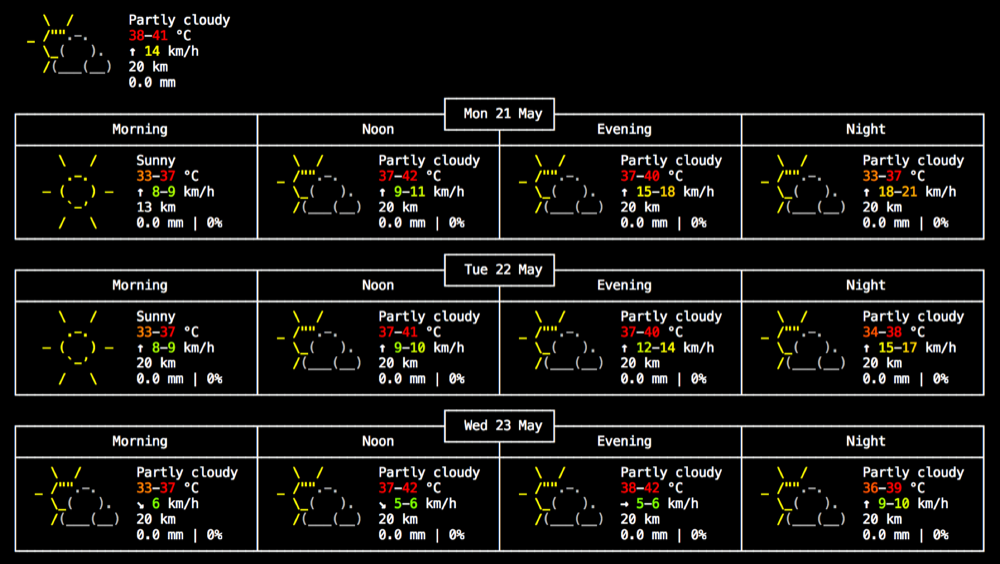 Partly cloudy
38–41 °C
↑ 14 km/h
20 km
0.0 mm
Mon 21 May
Morning Noon Evening Night
Sunny Partly cloudy Partly cloudy Partly cloudy
33–37 °C 37–42 °C 37–40 °C 33–37 °C
↑ 8–9 km/h ↑ 9–11 km/h ↑ 15–18 km/h ↑ 18–21 km/h
13 km 20 km 20 km 20 km
0.0 mm | 0% 0.0 mm | 0% 0.0 mm | 0% 0.0 mm | 0%
Tue 22 May
Morning Noon Evening Night
Sunny Partly cloudy Partly cloudy Partly cloudy
33–37 °C 37–41 °C 37–40 °C 34–38 °C
↑ 8–9 km/h ↑ 9–10 km/h ↑ 12–14 km/h ↑ 15–17 km/h
20 km 20 km 20 km 20 km
0.0 mm | 0% 0.0 mm | 0% 0.0 mm | 0% 0.0 mm | 0%
Wed 23 May
Morning Noon Evening Night
Partly cloudy Partly cloudy Partly cloudy Partly cloudy
33–37 °C 37–42 °C 38–42 °C 36–39 °C
↘ 6 km/h ↘ 5–6 km/h → 5–6 km/h ↑ 9–10 km/h
20 km 20 km 20 km 20 km
0.0 mm | 0% 0.0 mm | 0% 0.0 mm | 0% 0.0 mm | 0%